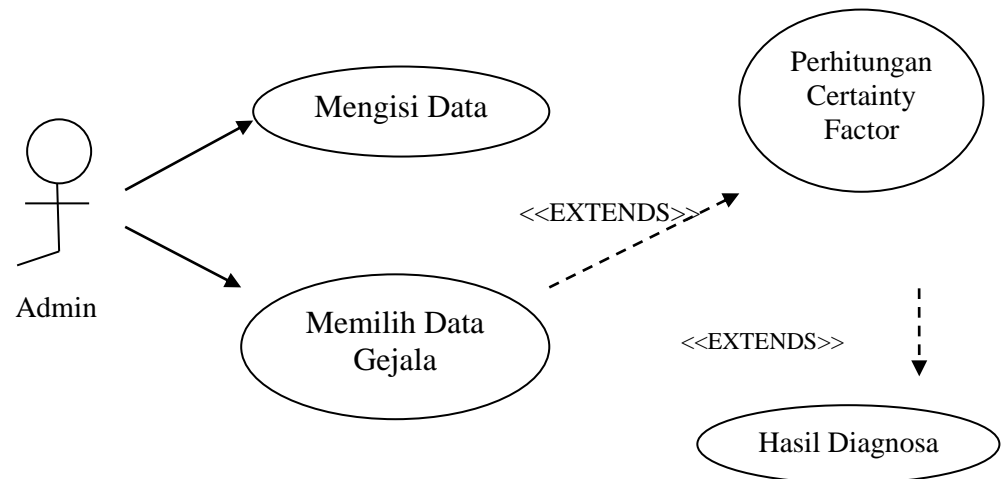 Perhitungan
Certainty
Factor
Mengisi Data
<<EXTENDS>>
Admin
Memilih Data
Gejala
<<EXTENDS>>
Hasil Diagnosa